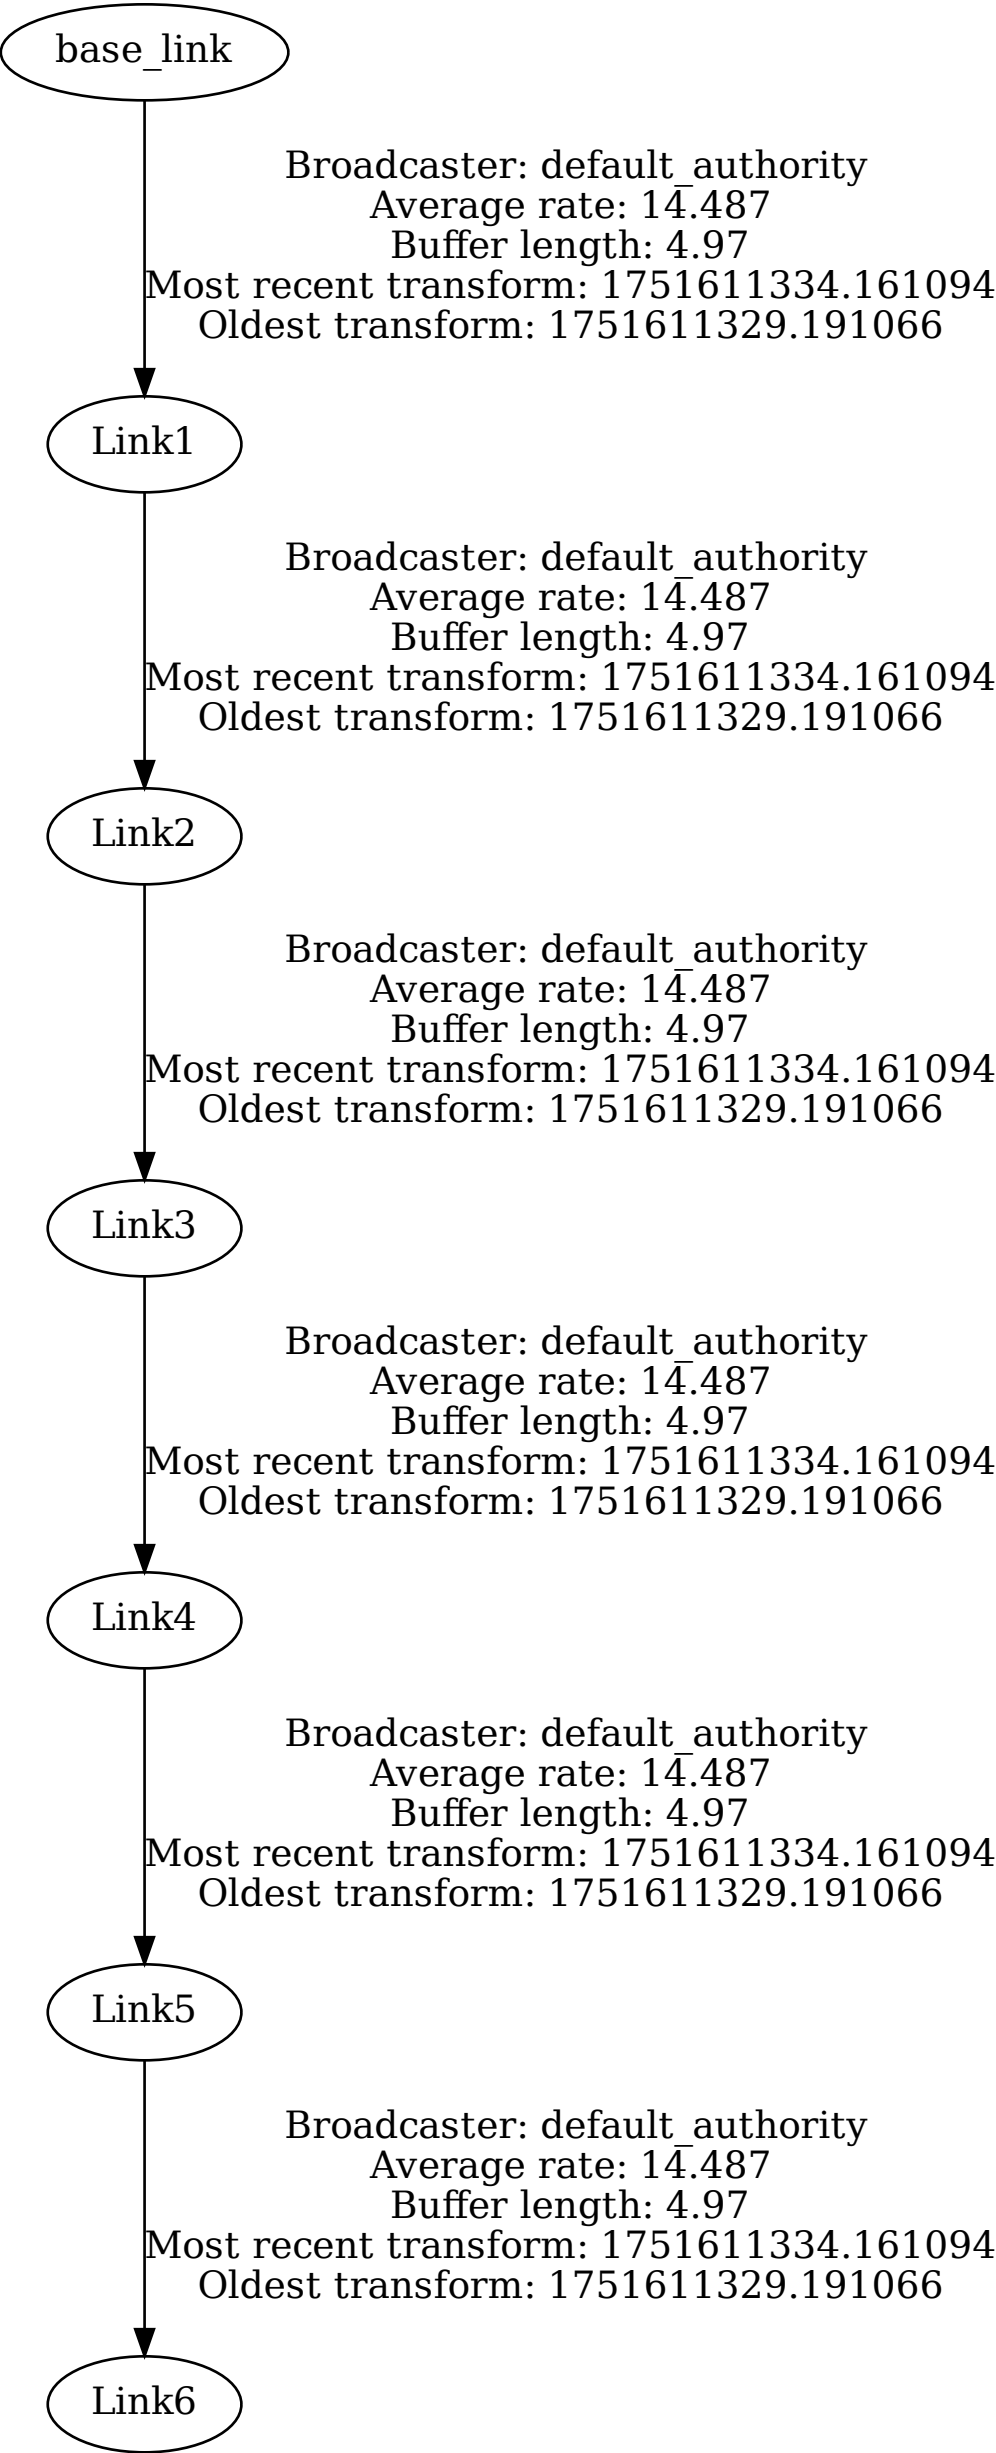 base_link
Broadcaster: default_authority
Average rate: 14.487
Buffer length: 4.97
Most recent transform: 1751611334.161094
Oldest transform: 1751611329.191066
Link1
Broadcaster: default_authority
Average rate: 14.487
Buffer length: 4.97
Most recent transform: 1751611334.161094
Oldest transform: 1751611329.191066
Link2
Broadcaster: default_authority
Average rate: 14.487
Buffer length: 4.97
Most recent transform: 1751611334.161094
Oldest transform: 1751611329.191066
Link3
Broadcaster: default_authority
Average rate: 14.487
Buffer length: 4.97
Most recent transform: 1751611334.161094
Oldest transform: 1751611329.191066
Link4
Broadcaster: default_authority
Average rate: 14.487
Buffer length: 4.97
Most recent transform: 1751611334.161094
Oldest transform: 1751611329.191066
Link5
Broadcaster: default_authority
Average rate: 14.487
Buffer length: 4.97
Most recent transform: 1751611334.161094
Oldest transform: 1751611329.191066
Link6